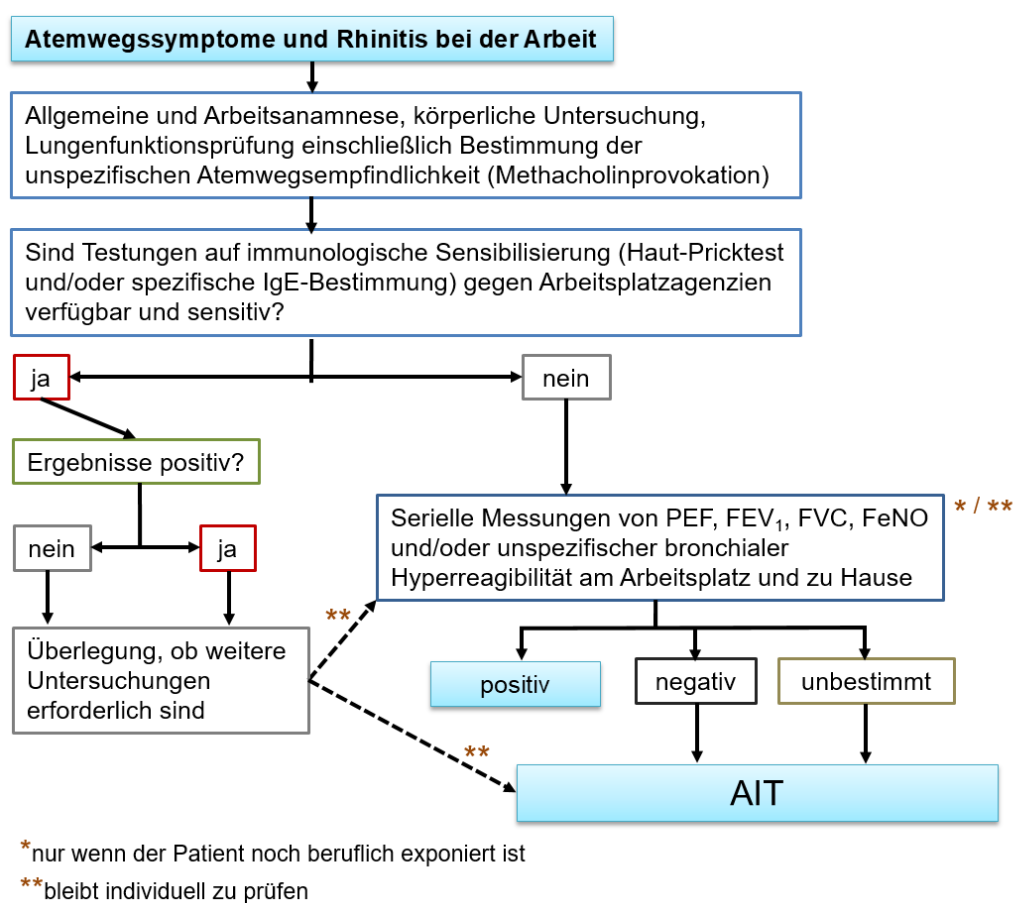 Atemwegssymptome und Rhinitis bei der Arbeit
Allgemeine und Arbeitsanamnese, körperliche Untersuchung,
Lungenfunktionsprüfung einschließlich Bestimmung der
unspezifischen Atemwegsempfindlichkeit (Methacholinprovokation)
Sind Testungen auf immunologische Sensibilisierung (Haut-Pricktest
und/oder spezifische IgE-Bestimmung) gegen Arbeitsplatzagenzien
verfügbar und sensitiv?
ja
nein
Ergebnisse positiv?
nein
ja
Überlegung, ob weitere
Untersuchungen
erforderlich sind
**
**
Serielle Messungen von PEF, FEV₁, FVC, FeNO
und/oder unspezifischer bronchialer
Hyperreagibilität am Arbeitsplatz und zu Hause
* / **
positiv
negativ
unbestimmt
AIT
*nur wenn der Patient noch beruflich exponiert ist
**bleibt individuell zu prüfen